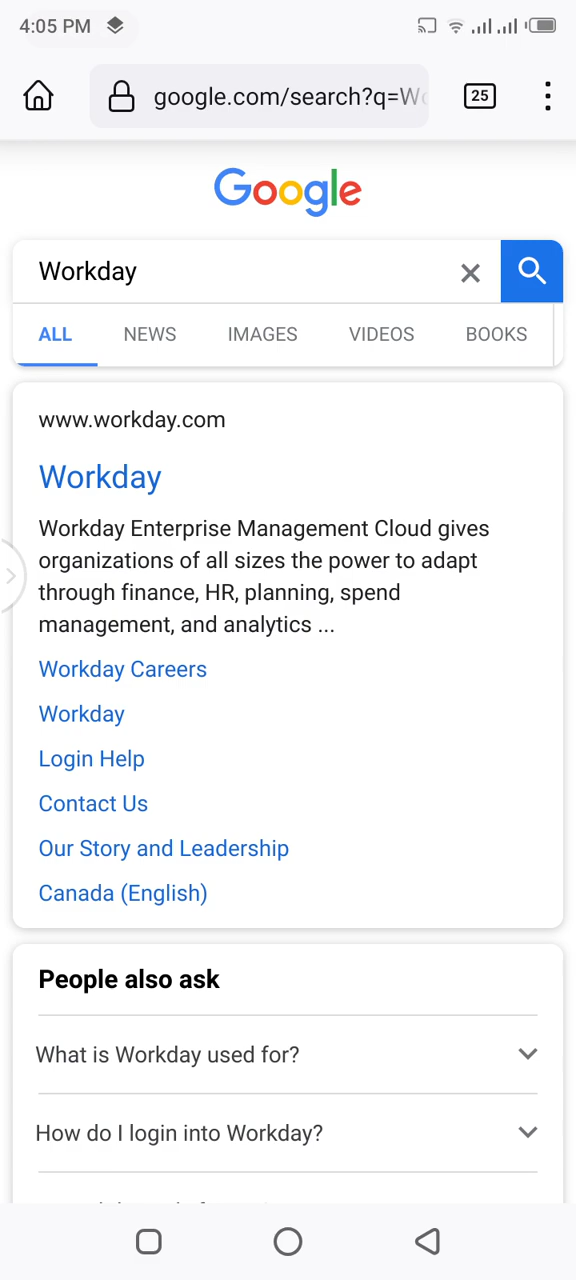 4:05 PM
google.com/search?q=Wo
25
Google
Workday
ALL NEWS IMAGES VIDEOS BOOKS
www.workday.com
Workday
Workday Enterprise Management Cloud gives
organizations of all sizes the power to adapt
through finance, HR, planning, spend
management, and analytics ...
Workday Careers
Workday
Login Help
Contact Us
Our Story and Leadership
Canada (English)
People also ask
What is Workday used for?
How do I login into Workday?